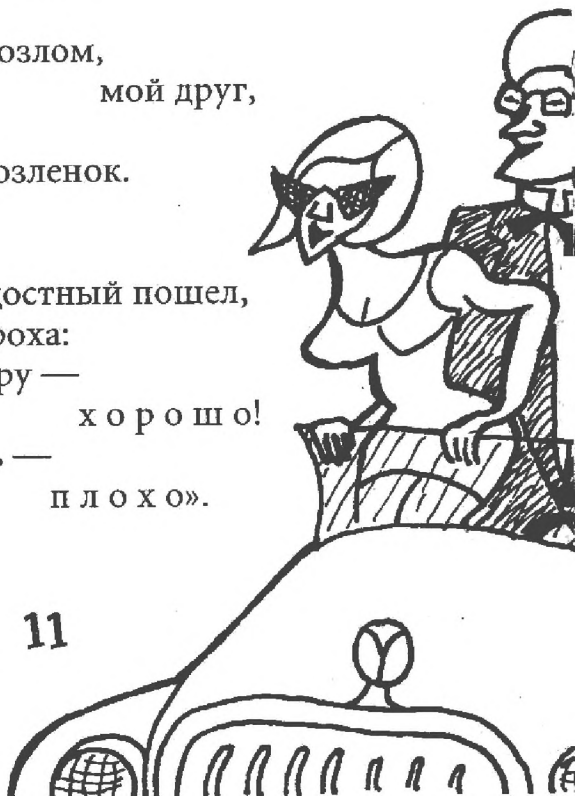 озлом,
мой друг,
озленок.
достный пошел,
роха:
ру —
х о р о ш о!
. —
п л о х о».
11